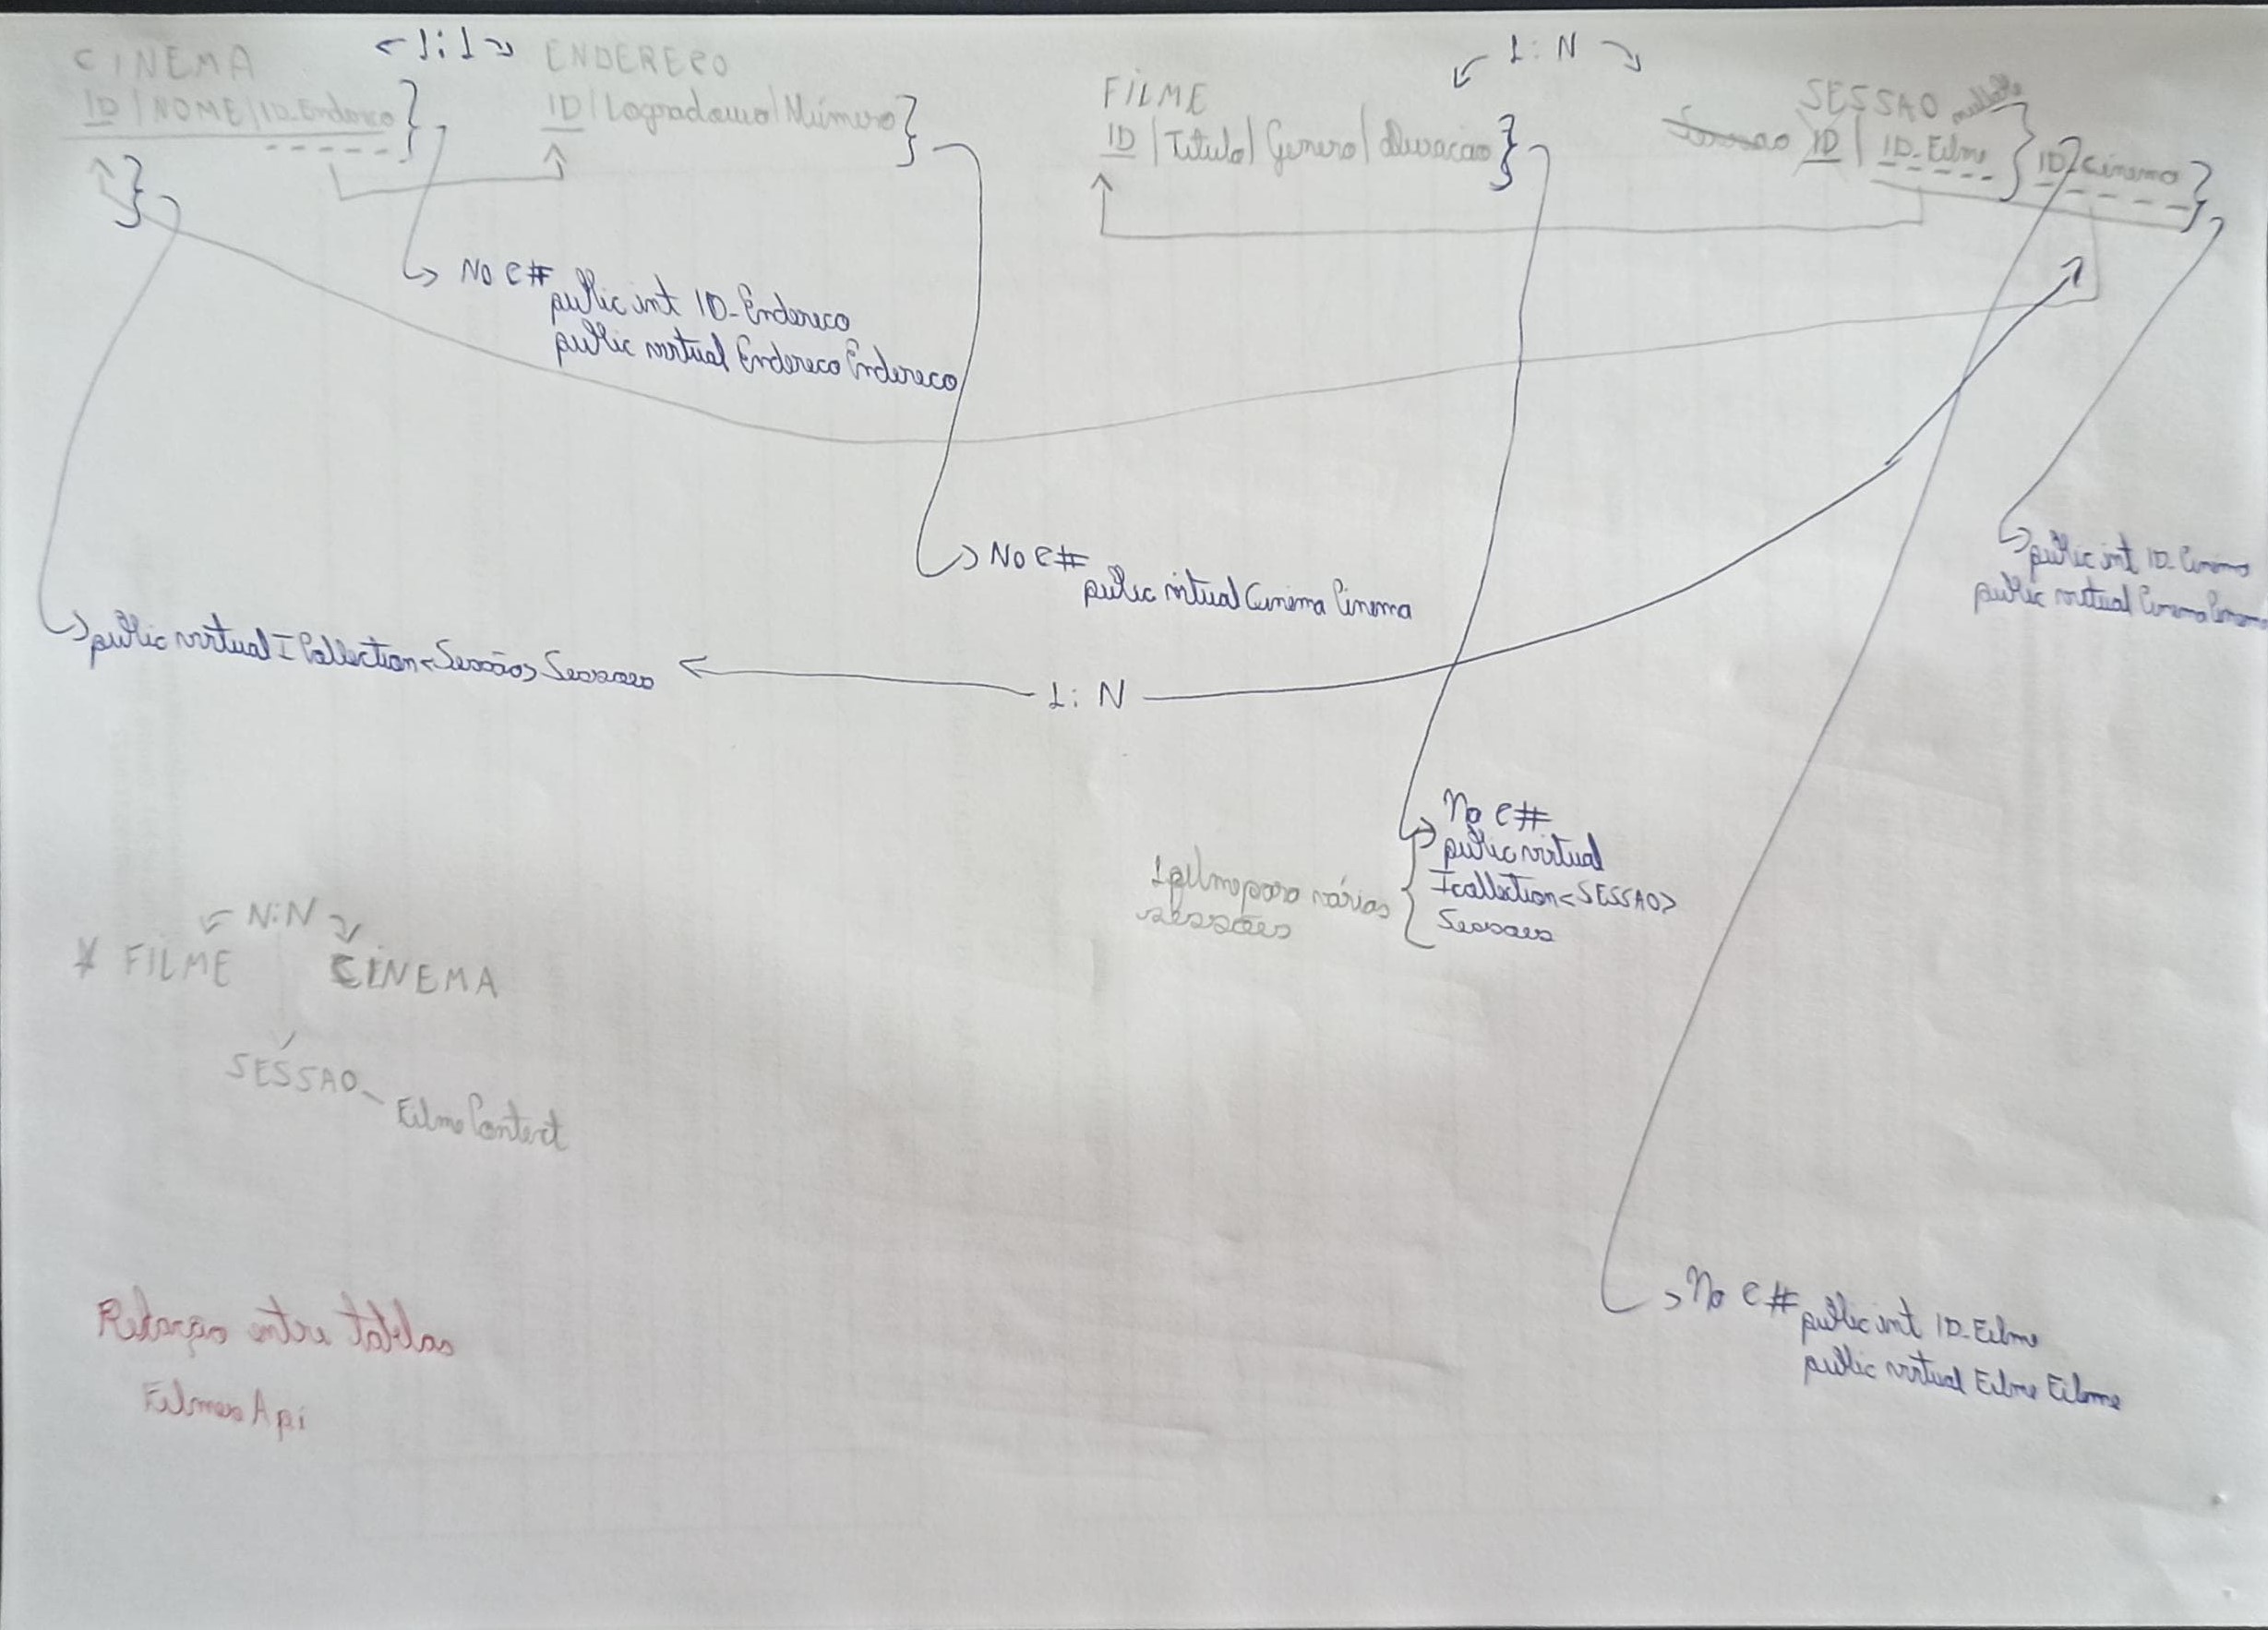 CINEMA
ID | NOME | ID_Endereco
<-1:1->
ENDERECO
ID | Logradouro | Número
FILME
ID | Titulo | Genero | Duracao
1:N
SESSAO
ID | ID_Filme
ID_Cinema
No C#
public int ID_Endereco
public virtual Endereco Endereco
No C#
public virtual Cinema Cinema
public int ID_Cinema
public virtual Cinema Cinema
public virtual ICollection<Sessão> Sessoes
1:N
No C#
public virtual
Icollection<SESSAO>
Sessoes
1 filme para várias
sessões
N:N
* FILME CINEMA
SESSAO
FilmeContext
No C#
public int ID_Filme
public virtual Filme Filme
Relação entre tabelas
FilmesApi